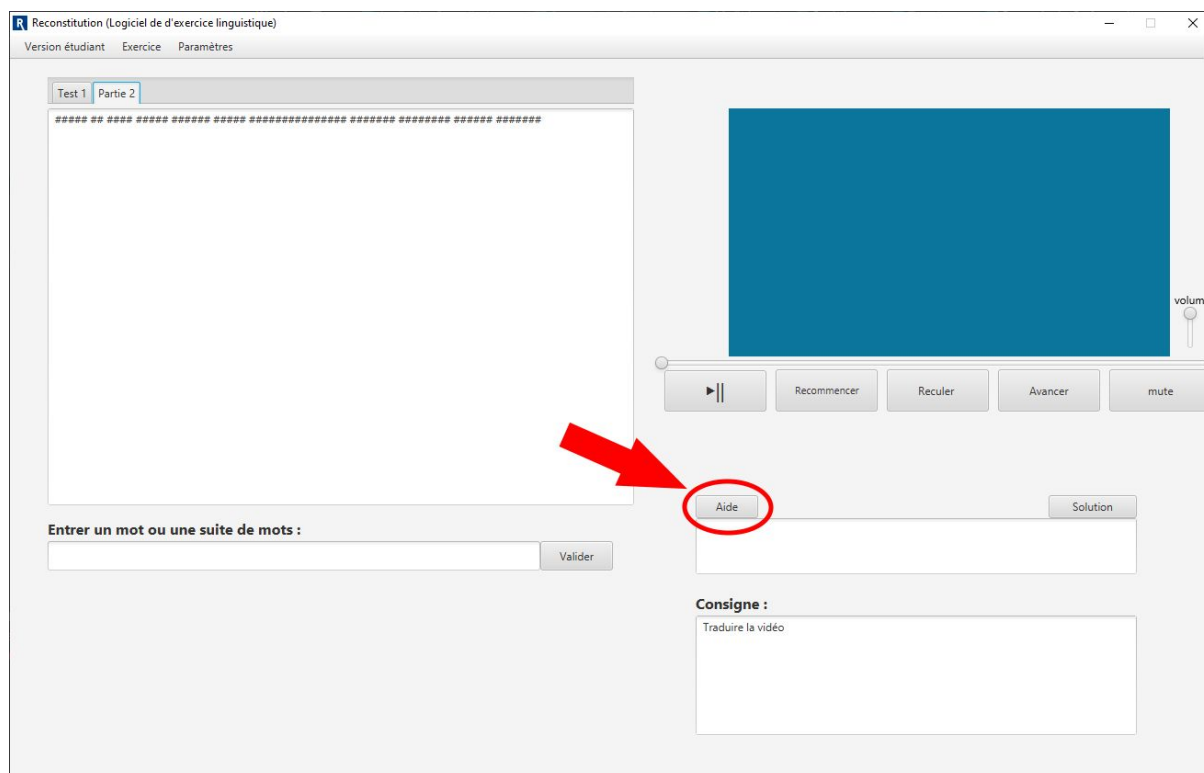 R Reconstitution (Logiciel de d'exercice linguistique)
Version étudiant Exercice Paramètres
Test 1 Partie 2
##### ## #### ##### ###### ##### ############### ####### ######## ###### #######
volum
►|| Recommencer Reculer Avancer mute
Aide Solution
Entrer un mot ou une suite de mots :
Valider
Consigne :
Traduire la vidéo